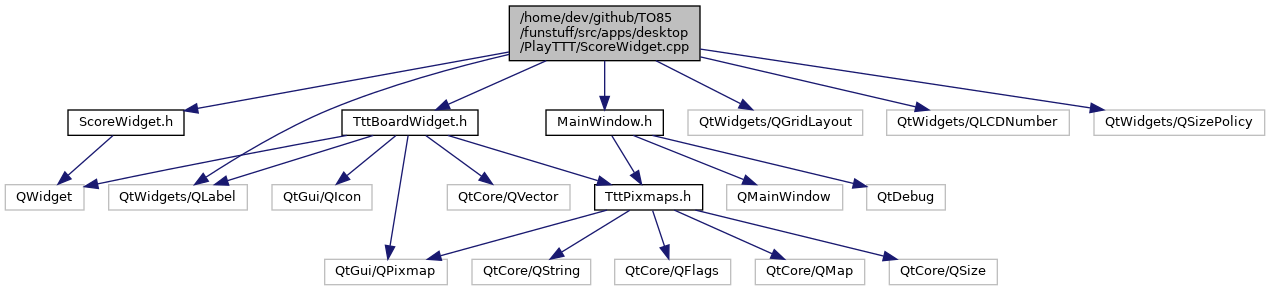 /home/dev/github/TO85
/funstuff/src/apps/desktop
/PlayTTT/ScoreWidget.cpp
ScoreWidget.h
TttBoardWidget.h
MainWindow.h
QtWidgets/QGridLayout
QtWidgets/QLCDNumber
QtWidgets/QSizePolicy
QWidget
QtWidgets/QLabel
QtGui/QIcon
QtCore/QVector
TttPixmaps.h
QMainWindow
QtDebug
QtGui/QPixmap
QtCore/QString
QtCore/QFlags
QtCore/QMap
QtCore/QSize